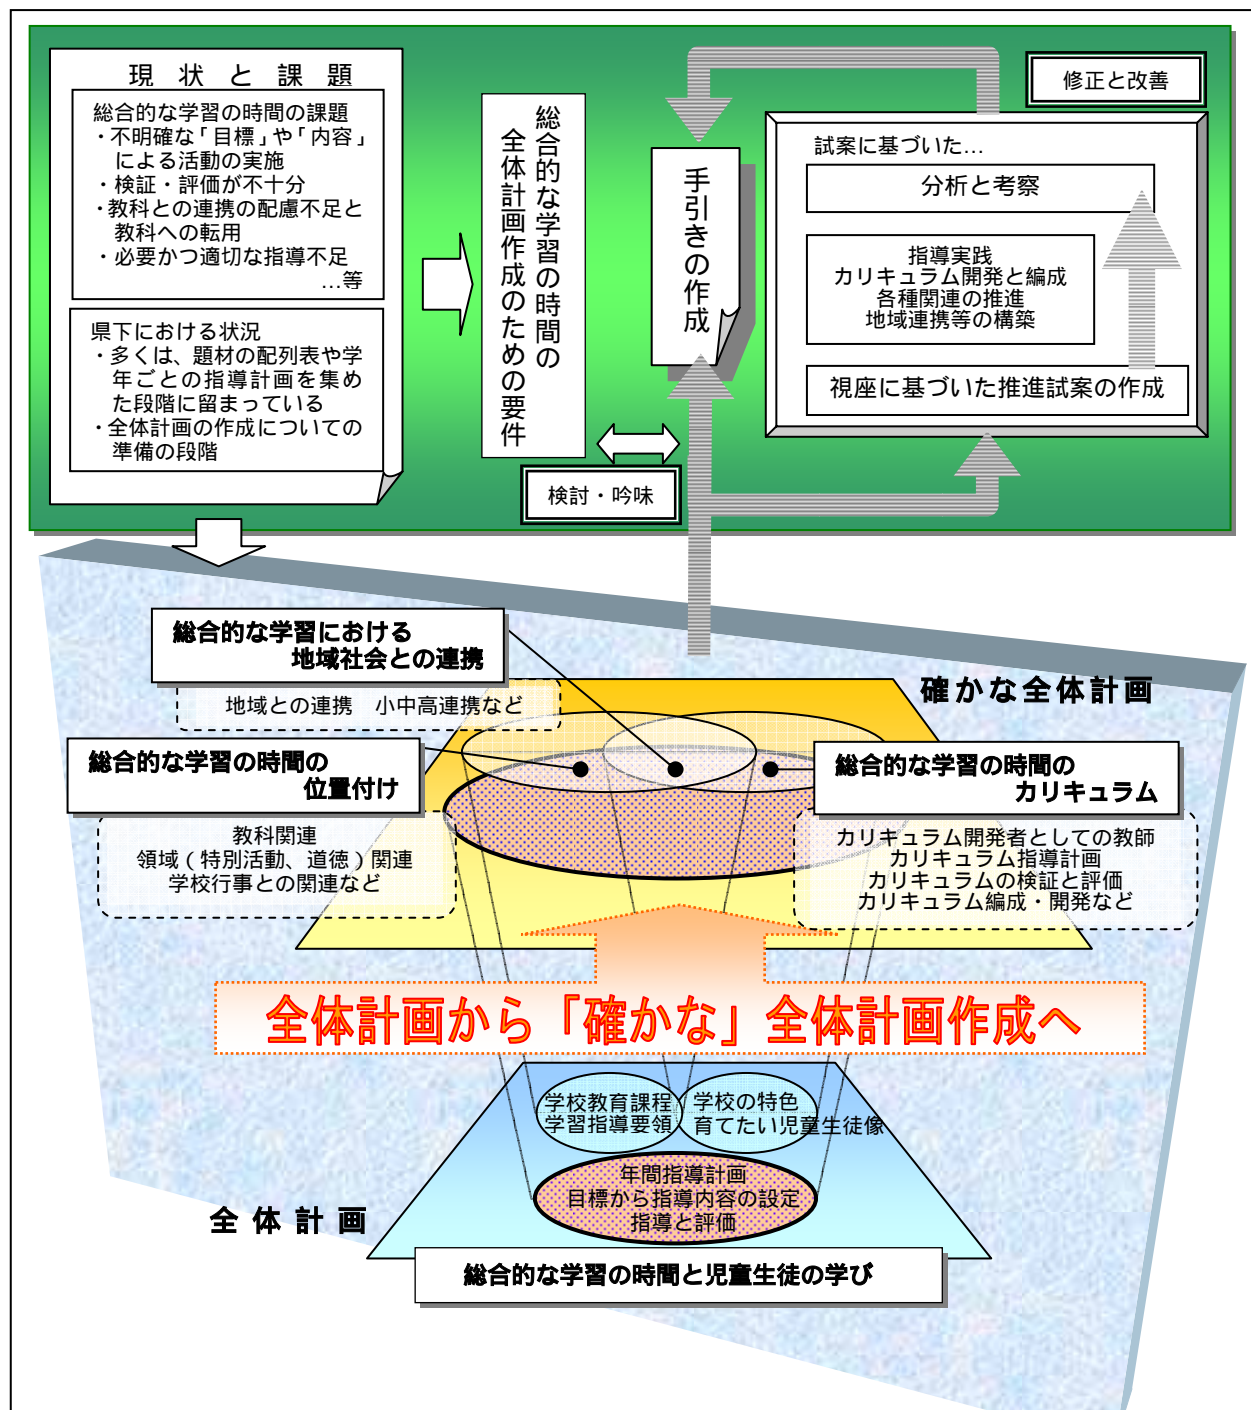 現状と課題
総合的な学習の時間の課題
・不明確な「目標」や「内容」
による活動の実施
・検証・評価が不十分
・教科との連携の配慮不足と
教科への転用
・必要かつ適切な指導不足
…等
県下における状況
・多くは、題材の配列表や学
年ごとの指導計画を集め
た段階に留まっている
・全体計画の作成についての
準備の段階
総合的な学習の時間の
全体計画作成のための要件
検討・吟味
手引きの作成
修正と改善
試案に基づいた…
分析と考察
指導実践
カリキュラム開発と編成
各種関連の推進
地域連携等の構築
視座に基づいた推進試案の作成
総合的な学習における
地域社会との連携
地域との連携 小中高連携など
確かな全体計画
総合的な学習の時間の
位置付け
教科関連
領域（特別活動、道徳）関連
学校行事との関連など
総合的な学習の時間の
カリキュラム
カリキュラム開発者としての教師
カリキュラム指導計画
カリキュラムの検証と評価
カリキュラム編成・開発など
全体計画から「確かな」全体計画作成へ
学校教育課程
学習指導要領
学校の特色
育てたい児童生徒像
年間指導計画
目標から指導内容の設定
指導と評価
全体計画
総合的な学習の時間と児童生徒の学び